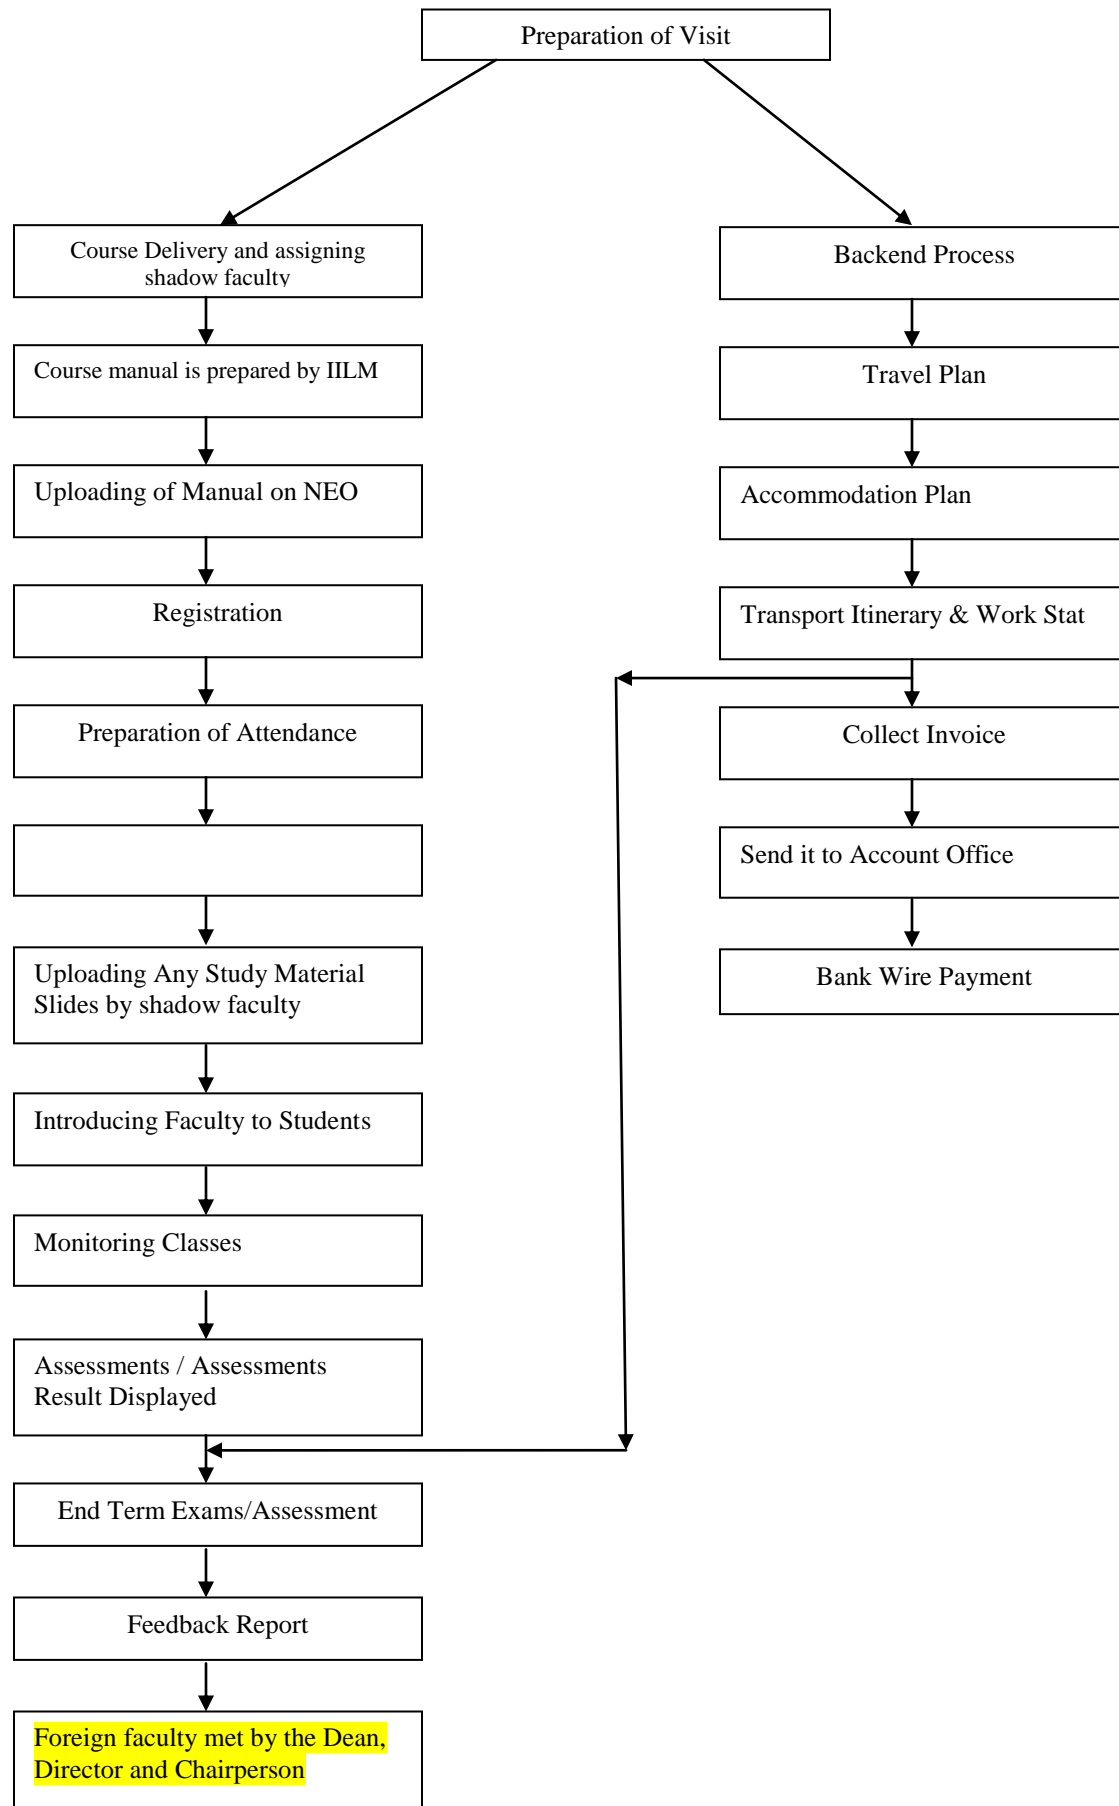 Preparation of Visit
Course Delivery and assigning
shadow faculty
Backend Process
Course manual is prepared by IILM
Travel Plan
Uploading of Manual on NEO
Accommodation Plan
Registration
Transport Itinerary & Work Stat
Preparation of Attendance
Collect Invoice
Send it to Account Office
Uploading Any Study Material
Slides by shadow faculty
Bank Wire Payment
Introducing Faculty to Students
Monitoring Classes
Assessments / Assessments
Result Displayed
End Term Exams/Assessment
Feedback Report
Foreign faculty met by the Dean,
Director and Chairperson